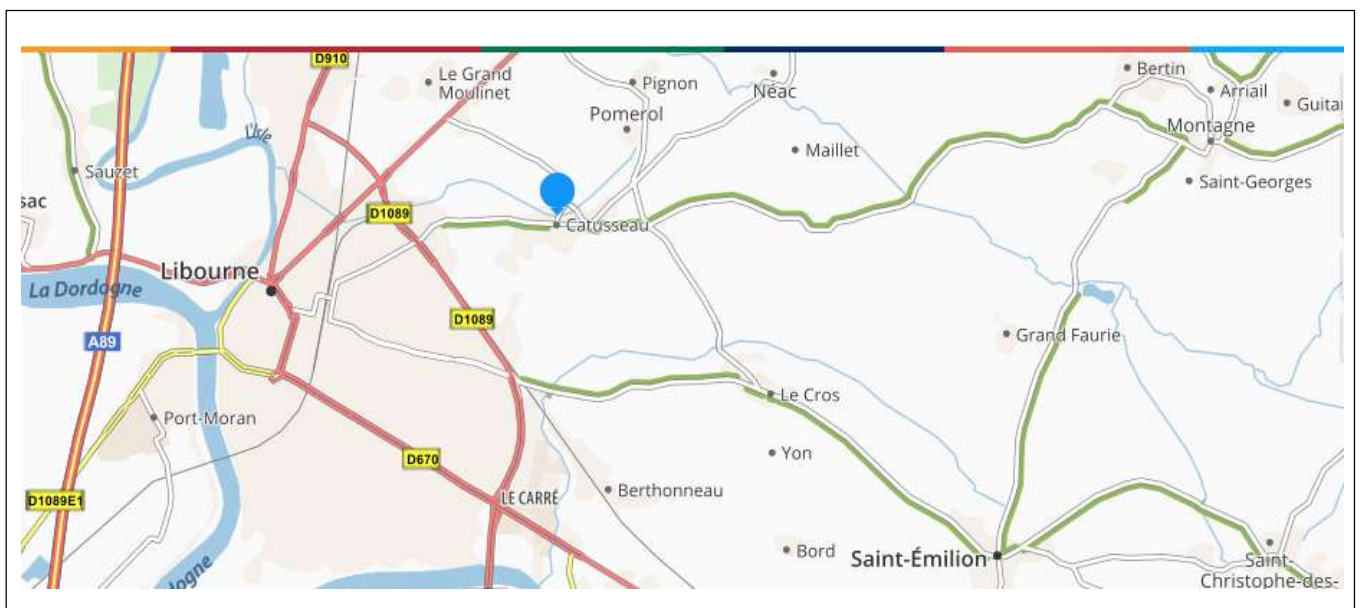 D910
Le Grand
Moulinet
Pignon
Néac
Bertin
Arriail
Guitar
Pomerol
Montagne
L'Isle
Maillet
Sauzet
Saint-Georges
sac
D1089
Catusseau
Libourne
La Dordogne
D1089
A89
Grand Faurie
Le Cros
Port-Moran
D670
Yon
D1089E1
LE CARRÉ
Berthonneau
Bord
Saint-Émilion
Saint-
Christophe-des-
dogne